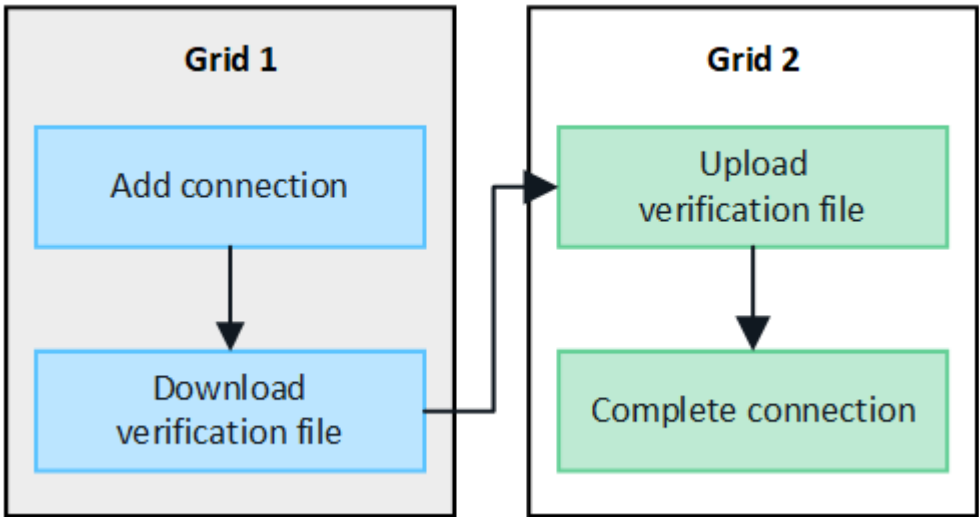 Grid 1
Add connection
Download
verification file
Grid 2
Upload
verification file
Complete connection